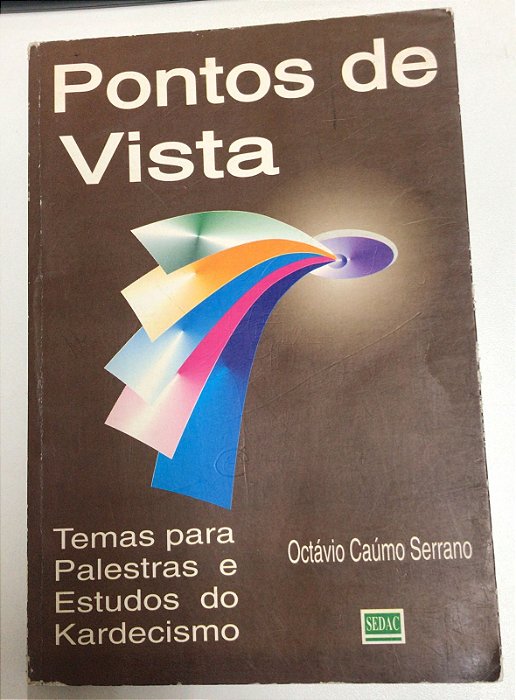 Pontos de
Vista
Temas para
Palestras e
Estudos do
Kardecismo
Octávio Caúmo Serrano
SEDAC